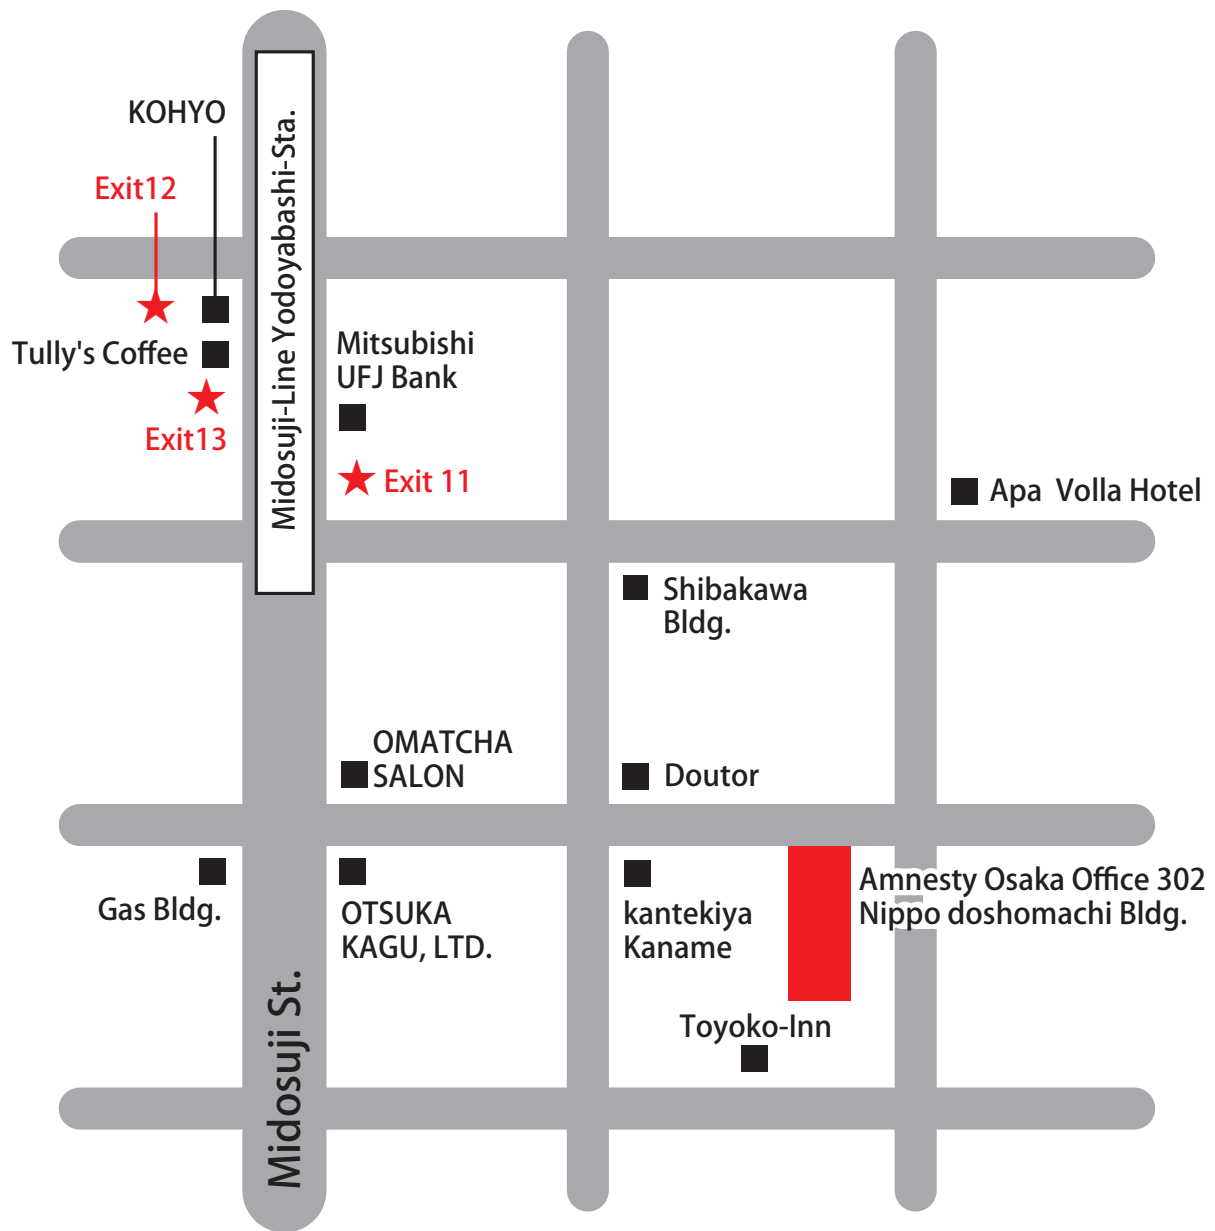 KOHYO
Exit12
Midosuji-Line Yodoyabashi-Sta.
Tully's Coffee
Exit13
Mitsubishi
UFJ Bank
Exit 11
Apa Volla Hotel
Shibakawa
Bldg.
OMATCHA
SALON
Doutor
Gas Bldg.
OTSUKA
KAGU, LTD.
kantekiya
Kaname
Amnesty Osaka Office 302
Nippo doshomachi Bldg.
Toyoko-Inn
Midosuji St.